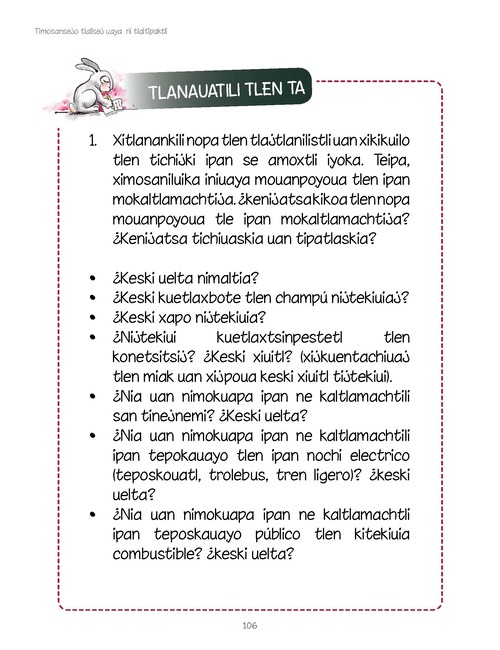 Timosansejo tlalisej uaya ni tlaltipaktli
TLANAUATILI TLEN TA
1. Xitlanankili nopa tlen tlajtlanilistli uan xikikuilo
tlen tichijki ipan se amoxtli iyoka. Teipa,
ximosaniluika iniuaya mouanpoyoua tlen ipan
mokaltlamachtija. ¿kenijatsa kikoa tlen nopa
mouanpoyoua tle ipan mokaltlamachtija?
¿Kenijatsa tichiuaskia uan tipatlaskia?
• ¿Keski uelta nimaltia?
• ¿Keski kuetlaxbote tlen champú nijtekiuiaj?
• ¿Keski xapo nijtekiuia?
• ¿Nijtekiui kuetlaxtsinpestetl tlen
konetsitsij? ¿Keski xiuitl? (xijkuentachiuaj
tlen miak uan xijpoua keski xiuitl tijtekiui).
• ¿Nia uan nimokuapa ipan ne kaltlamachtili
san tinejnemi? ¿Keski uelta?
• ¿Nia uan nimokuapa ipan ne kaltlamachtili
ipan tepokauayo tlen ipan nochi electrico
(teposkouatl, trolebus, tren ligero)? ¿keski
uelta?
• ¿Nia uan nimokuapa ipan ne kaltlamachtli
ipan teposkauayo público tlen kitekiuia
combustible? ¿keski uelta?
106